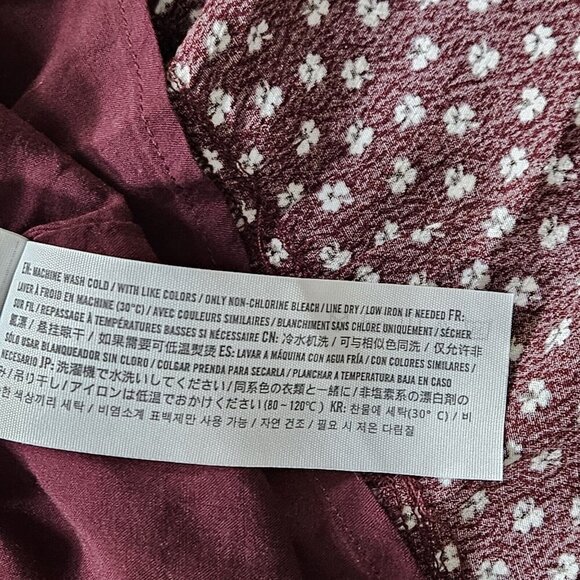 EN: MACHINE WASH COLD / WITH LIKE COLORS / ONLY NON-CHLORINE BLEACH / LINE DRY / LOW IRON IF NEEDED FR:
LAVER À FROID EN MACHINE (30°C) / AVEC COULEURS SIMILAIRES / BLANCHIMENT SANS CHLORE UNIQUEMENT / SÉCHER
SUR FIL / REPASSAGE À TEMPÉRATURES BASSES SI NÉCESSAIRE CN: 冷水机洗 / 可与相似色同洗 / 仅允许非
氯漂 / 悬挂晾干 / 如果需要可低温熨烫 ES: LAVAR A MÁQUINA CON AGUA FRÍA / CON COLORES SIMILARES /
SÓLO USAR BLANQUEADOR SIN CLORO / COLGAR PRENDA PARA SECARLA / PLANCHAR A TEMPERATURA BAJA EN CASO
NECESARIO JP: 洗濯機で水洗いしてください / 同系色の衣類と一緒に / 非塩素系の漂白剤の
み / 吊り干し / アイロンは低温でおかけください (80 – 120°C) KR: 찬물에 세탁(30° C) / 비
슷한 색상끼리 세탁 / 비염소계 표백제만 사용 가능 / 자연 건조 / 필요 시 저온 다림질